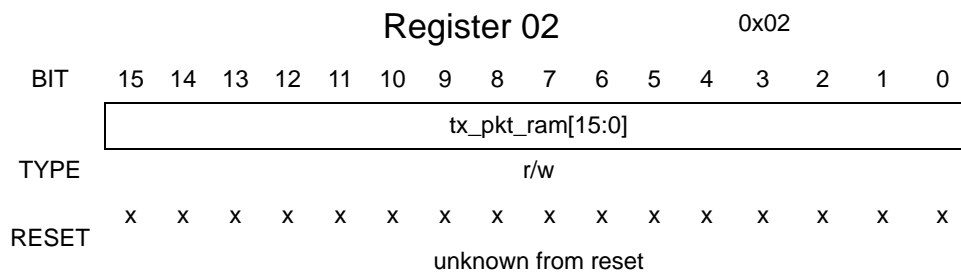 Register 02 0x02
BIT 15 14 13 12 11 10 9 8 7 6 5 4 3 2 1 0
tx_pkt_ram[15:0]
TYPE r/w
RESET x x x x x x x x x x x x x x x x
unknown from reset